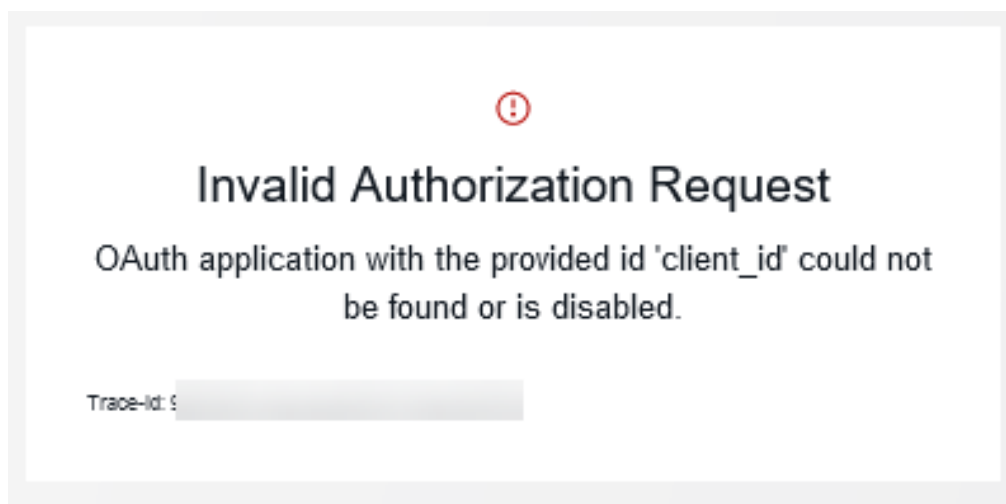 Invalid Authorization Request
OAuth application with the provided id 'client_id' could not
be found or is disabled.
Trace-Id: 9